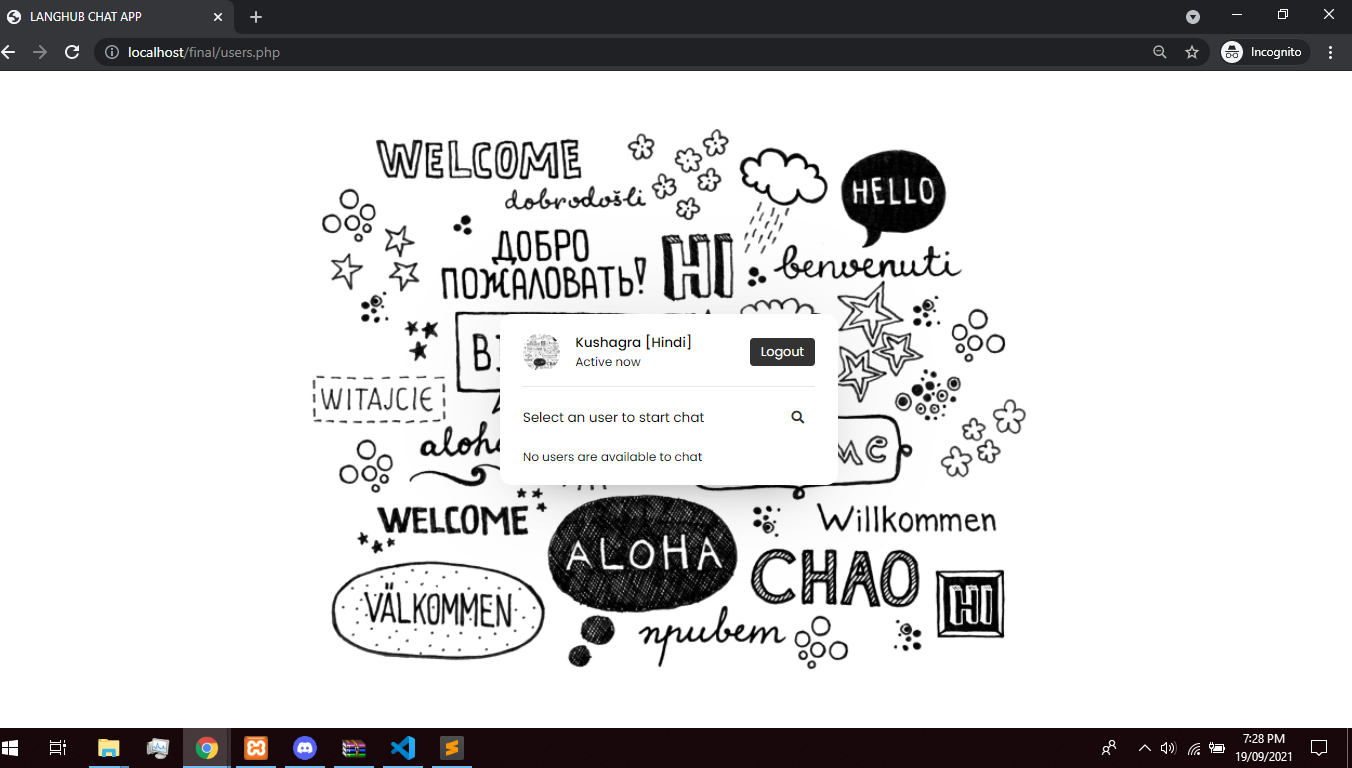 LANGHUB CHAT APP
localhost/final/users.php
Incognito
WELCOME
dobrodošli
HELLO
ДОБРО
ПОЖАЛОВАТЬ!
HI
benvenuti
Kushagra [Hindi]
Active now
Logout
WITAJCIE
Select an user to start chat
aloha
No users are available to chat
WELCOME
Willkommen
ALOHA
CHAO
VÄLKOMMEN
HI
привет
7:28 PM
19/09/2021